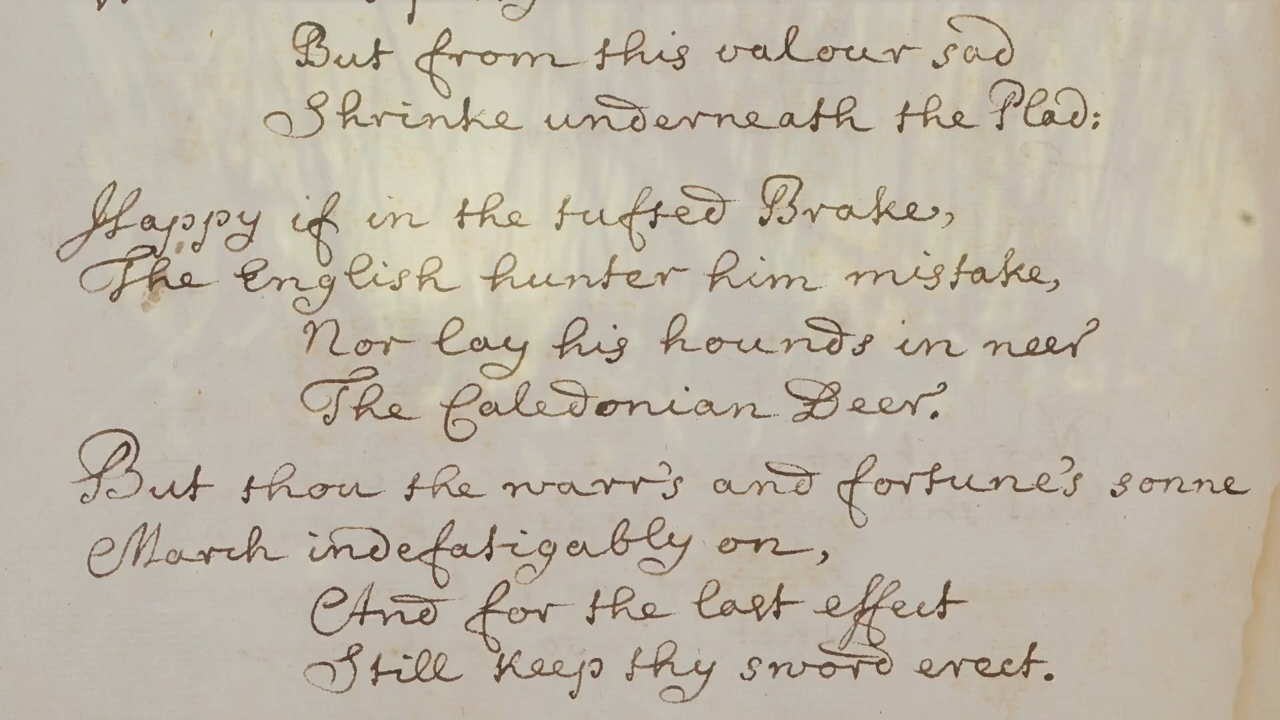 But from this valour sad
Shrinke underneath the Plad:
Happy if in the tufted Brake,
The English hunter him mistake,
Nor lay his hounds in neer
The Caledonian Deer.
But thou the warr's and fortune's sonne
March indefatigably on,
And for the last effect
Still keep thy sword erect.